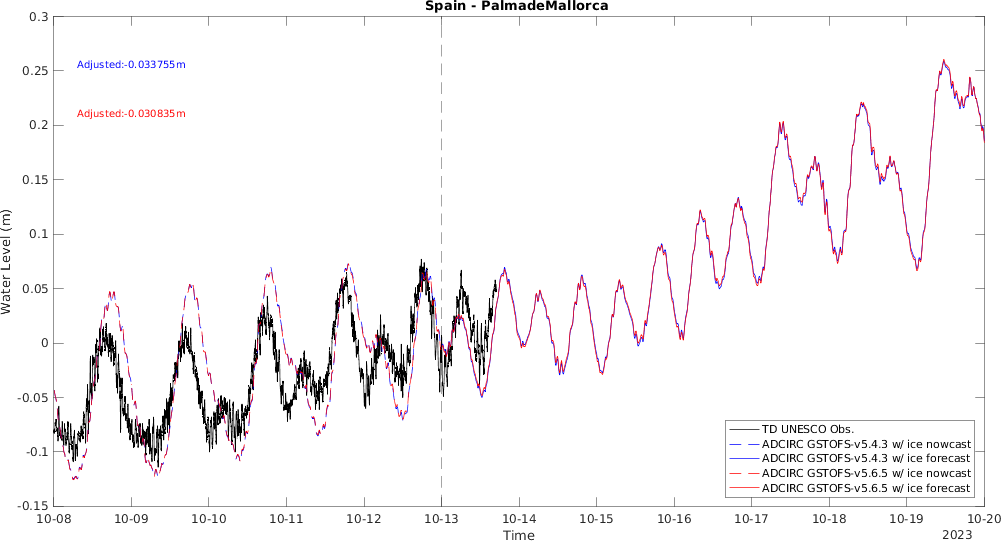 Spain - PalmadeMallorca
0.3
0.25
0.2
0.15
0.1
0.05
0
-0.05
-0.1
-0.15
Water Level (m)
Adjusted:-0.033755m
Adjusted:-0.030835m
TD UNESCO Obs.
ADCIRC GSTOFS-v5.4.3 w/ ice nowcast
ADCIRC GSTOFS-v5.4.3 w/ ice forecast
ADCIRC GSTOFS-v5.6.5 w/ ice nowcast
ADCIRC GSTOFS-v5.6.5 w/ ice forecast
10-08 10-09 10-10 10-11 10-12 10-13 10-14 10-15 10-16 10-17 10-18 10-19 10-20
Time
2023